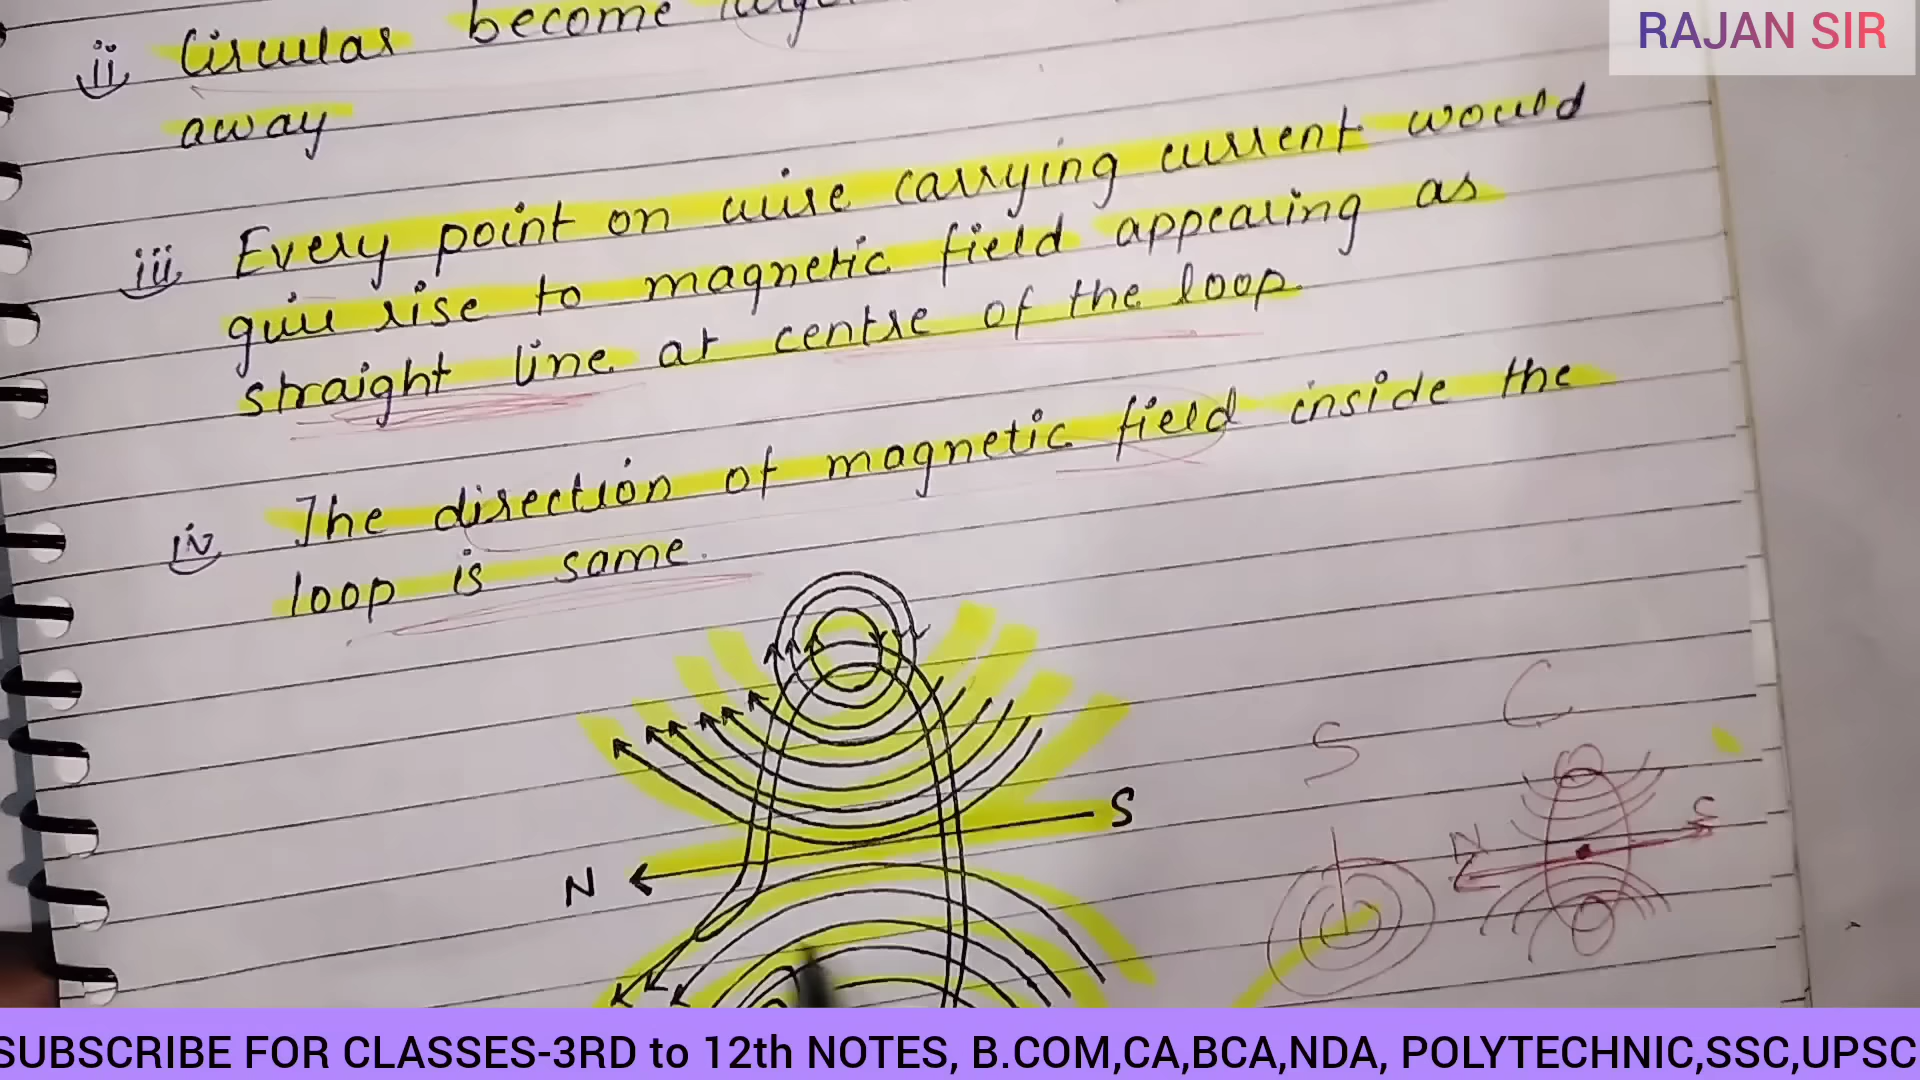 RAJAN SIR
ii Circular become
away
iii Every point on wire carrying current would
give rise to magnetic field appearing as
straight line at centre of the loop.
iv The direction of magnetic field inside the
loop is same.
S C
S
N
N S
SUBSCRIBE FOR CLASSES-3RD to 12th NOTES, B.COM,CA,BCA,NDA, POLYTECHNIC,SSC,UPSC